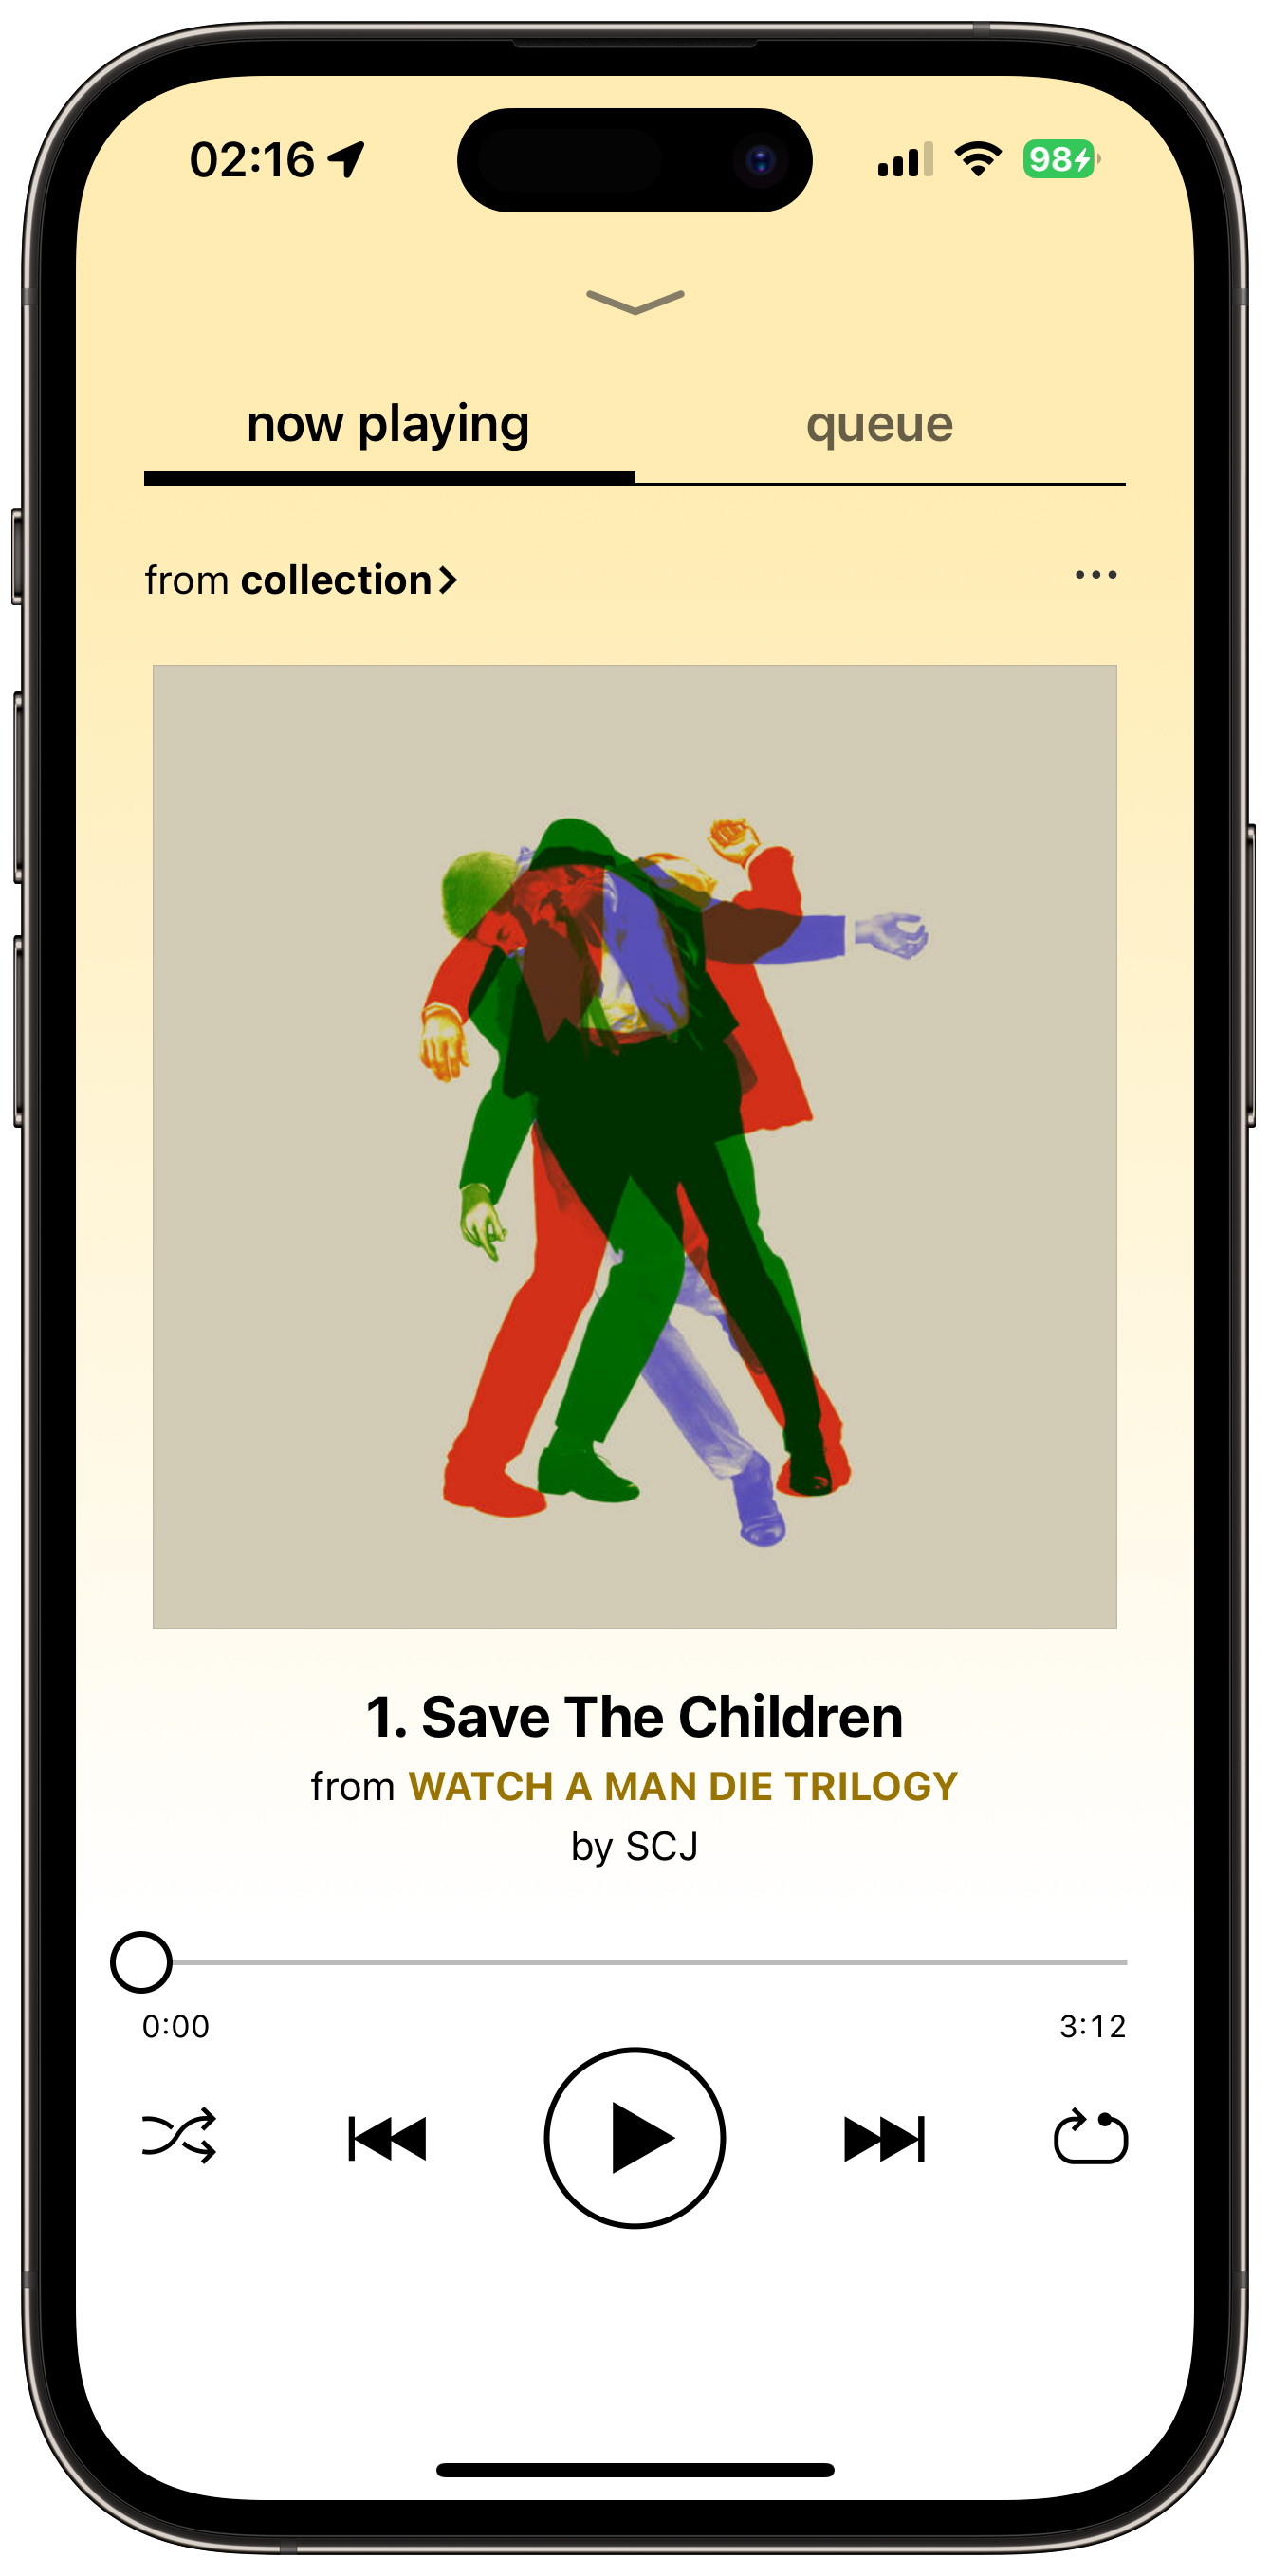 02:16 98
now playing queue
from collection
1. Save The Children
from WATCH A MAN DIE TRILOGY
by SCJ
0:00 3:12